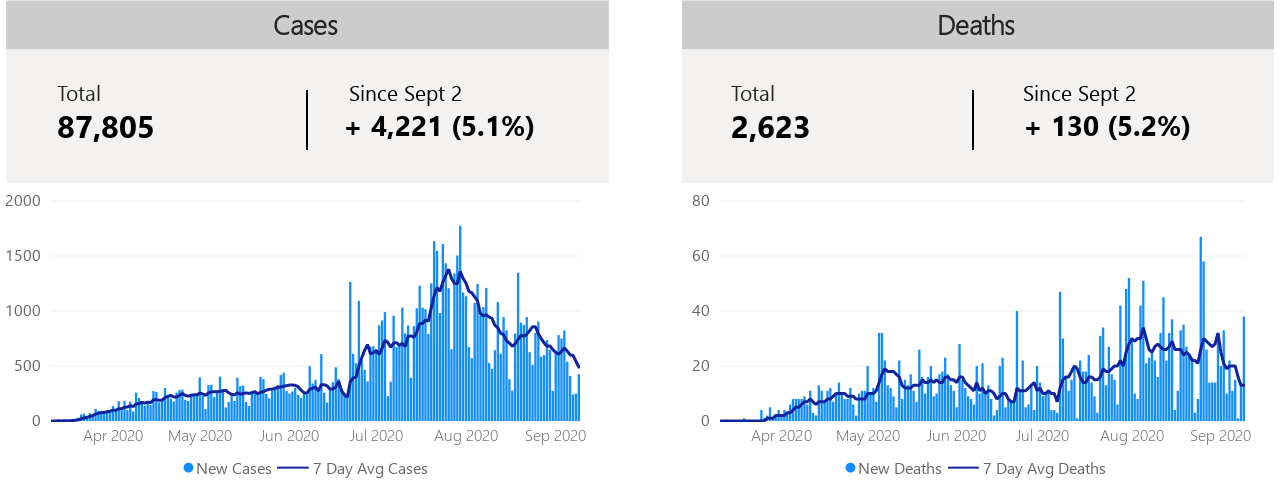 Cases
Total
87,805
Since Sept 2
+ 4,221 (5.1%)
2000
1500
1000
500
0
Apr 2020 May 2020 Jun 2020 Jul 2020 Aug 2020 Sep 2020
New Cases 7 Day Avg Cases
Deaths
Total
2,623
Since Sept 2
+ 130 (5.2%)
80
60
40
20
0
Apr 2020 May 2020 Jun 2020 Jul 2020 Aug 2020 Sep 2020
New Deaths 7 Day Avg Deaths